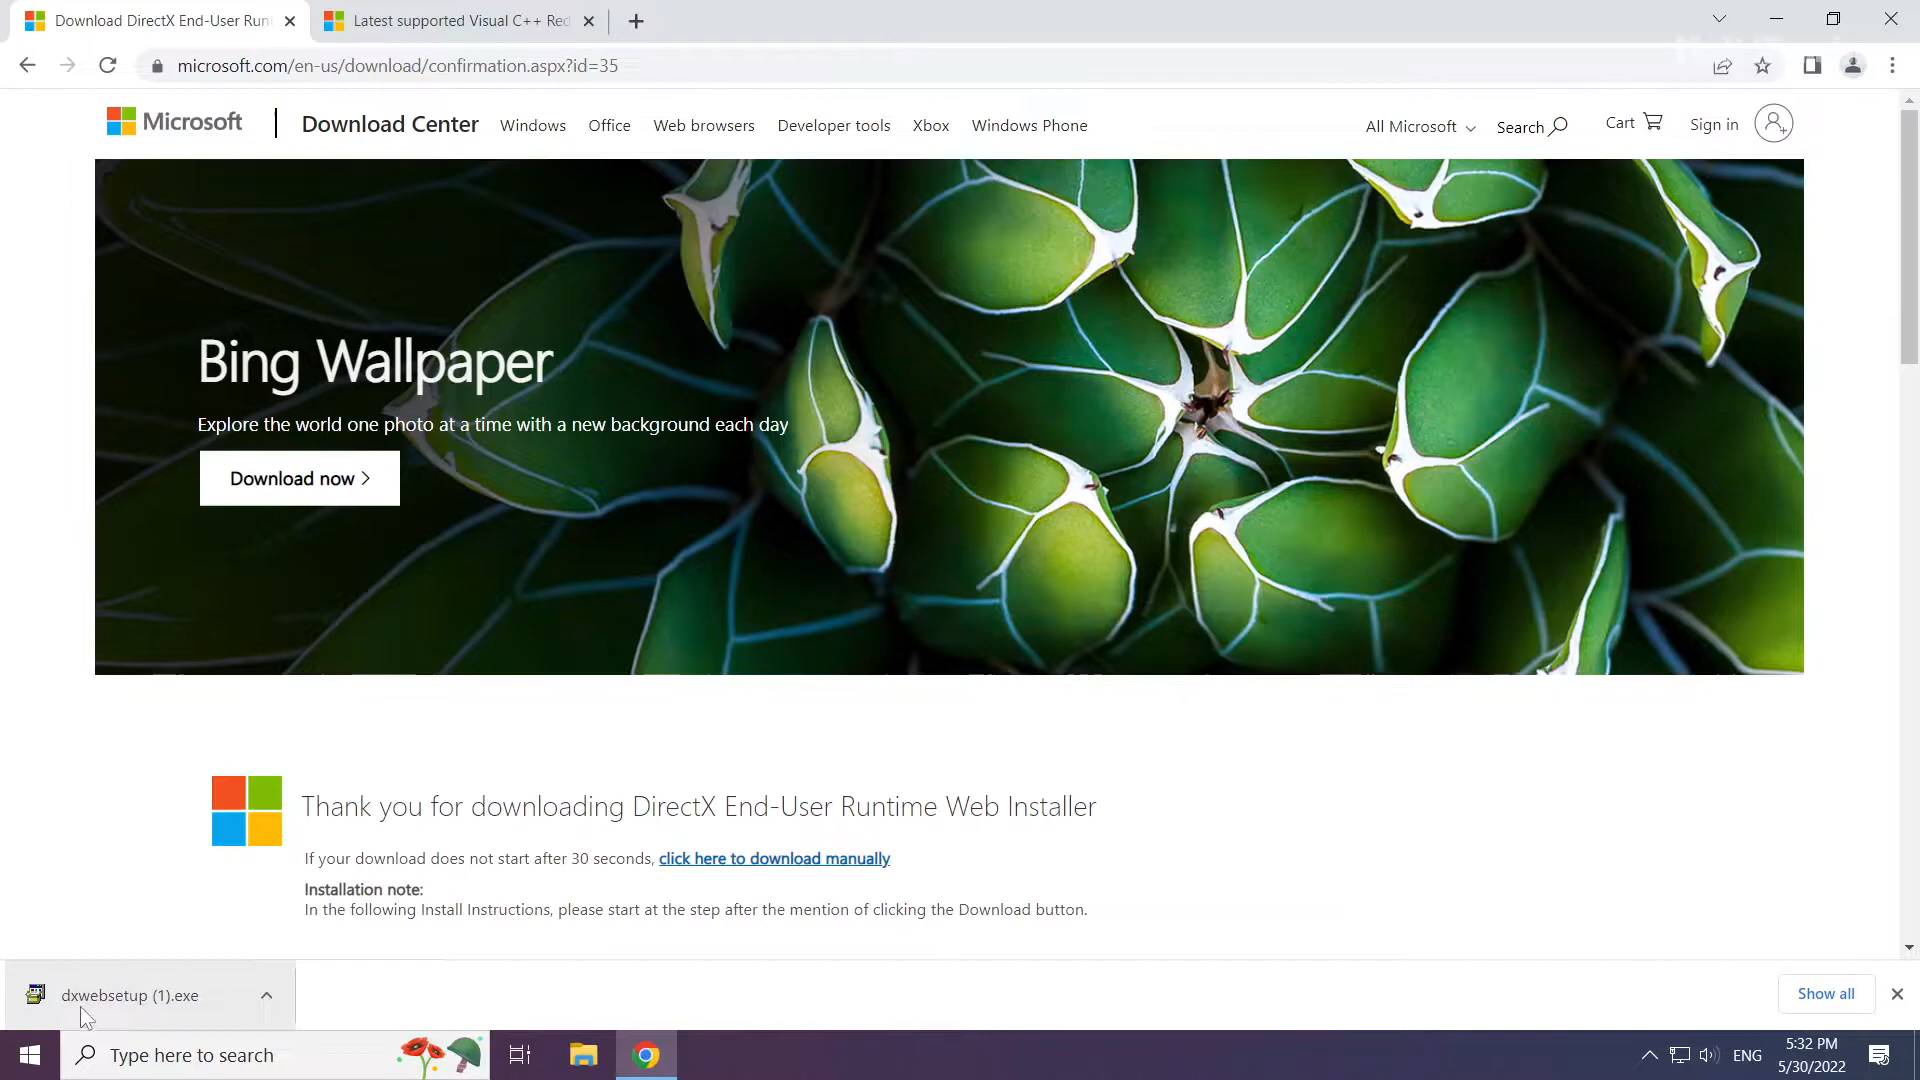 Download DirectX End-User Run
Latest supported Visual C++ Red
microsoft.com/en-us/download/confirmation.aspx?id=35
Microsoft
Download Center
Windows
Office
Web browsers
Developer tools
Xbox
Windows Phone
All Microsoft
Search
Cart
Sign in
Bing Wallpaper
Explore the world one photo at a time with a new background each day
Download now >
Thank you for downloading DirectX End-User Runtime Web Installer
If your download does not start after 30 seconds, click here to download manually
Installation note:
In the following Install Instructions, please start at the step after the mention of clicking the Download button.
dxwebsetup (1).exe
Show all
Type here to search
ENG
5:32 PM
5/30/2022